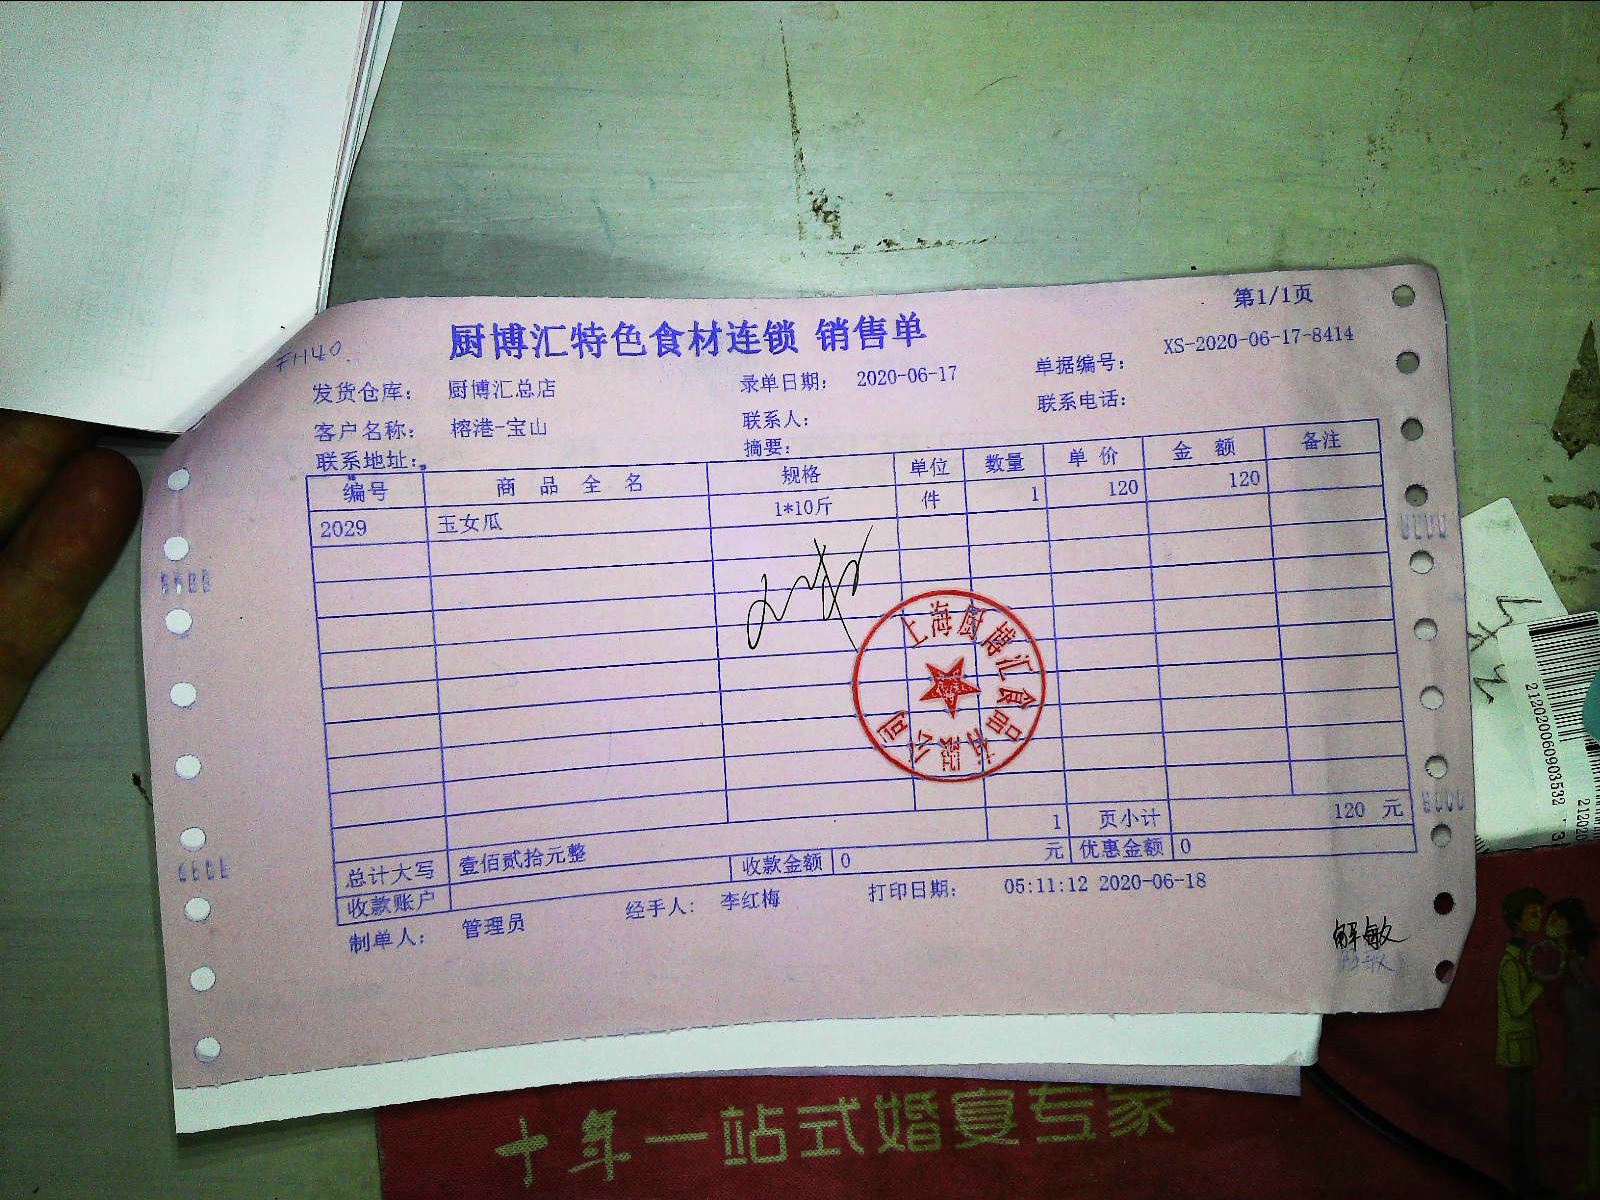 第1/1页
厨博汇特色食材连锁 销售单
发货仓库： 厨博汇总店 录单日期： 2020-06-17 单据编号： XS-2020-06-17-8414
客户名称： 榕港-宝山 联系人： 联系电话：
联系地址： 摘要：
编号 商 品 全 名 规格 单位 数量 单 价 金 额 备注
2029 玉女瓜 1*10斤 件 1 120 120
上海厨博汇食品有限公司
1 页小计 120 元
总计大写 壹佰贰拾元整 收款金额 0 元 优惠金额 0
收款账户
制单人： 管理员 经手人： 李红梅 打印日期： 05:11:12 2020-06-18
解敏
212020060903532
十年一站式婚宴专家